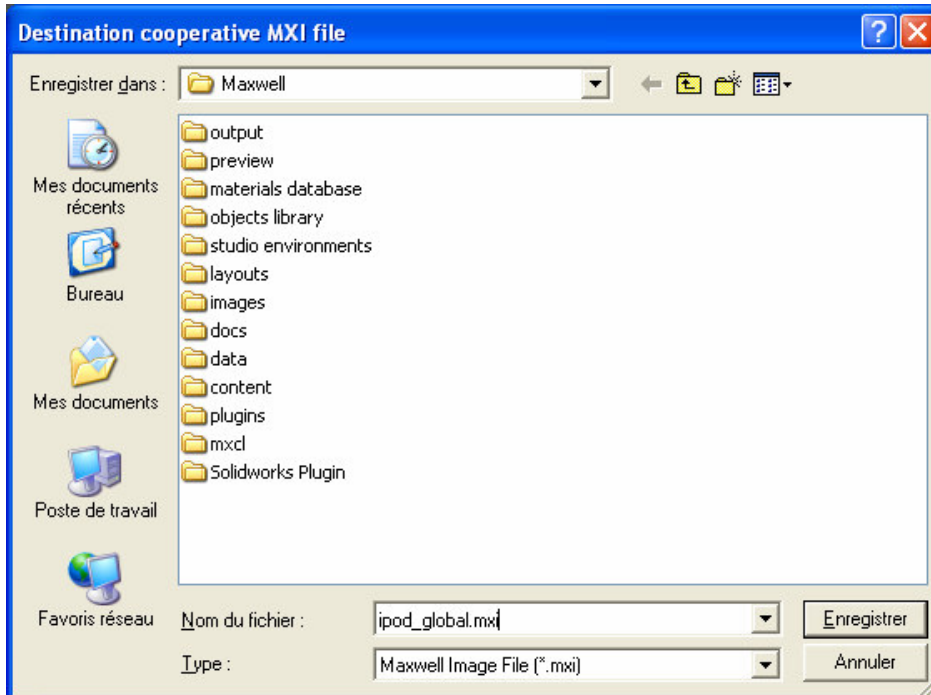 Destination cooperative MXI file
Enregistrer dans :
Maxwell
Mes documents
récents
Bureau
Mes documents
Poste de travail
Favoris réseau
output
preview
materials database
objects library
studio environments
layouts
images
docs
data
content
plugins
mxcl
Solidworks Plugin
Nom du fichier :
ipod_global.mxi
Enregistrer
Type :
Maxwell Image File (*.mxi)
Annuler